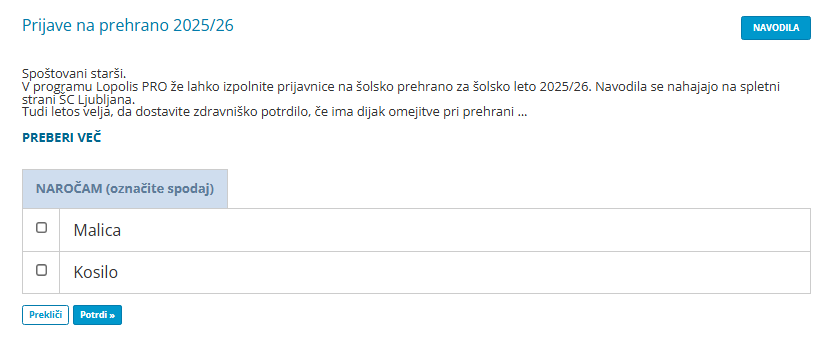 Prijave na prehrano 2025/26
NAVODILA
Spoštovani starši.
V programu Lopolis PRO že lahko izpolnite prijavnice na šolsko prehrano za šolsko leto 2025/26. Navodila se nahajajo na spletni
strani ŠC Ljubljana.
Tudi letos velja, da dostavite zdravniško potrdilo, če ima dijak omejitve pri prehrani ...
PREBERI VEČ
NAROČAM (označite spodaj)
Malica
Kosilo
Prekliči Potrdi »